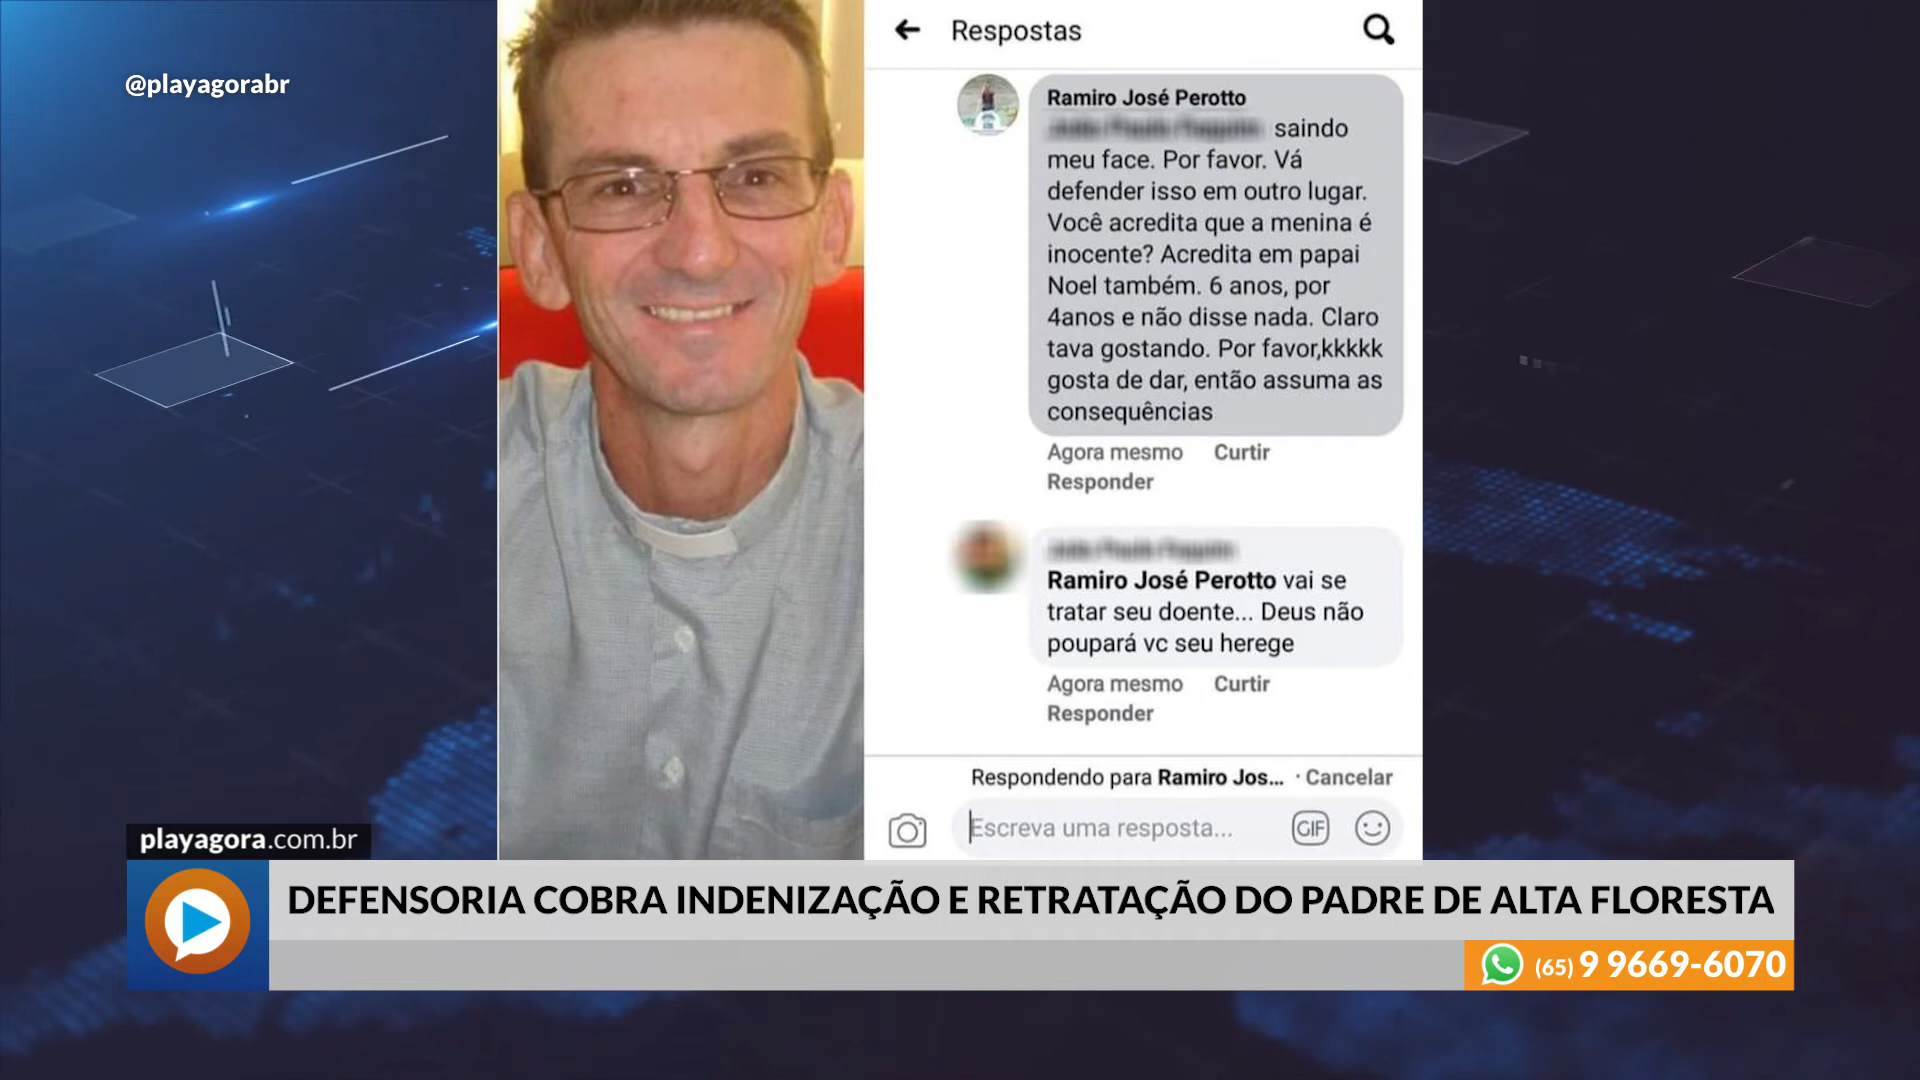 @playagorabr
Respostas
Ramiro José Perotto
saindo
meu face. Por favor. Vá
defender isso em outro lugar.
Você acredita que a menina é
inocente? Acredita em papai
Noel também. 6 anos, por
4anos e não disse nada. Claro
tava gostando. Por favor,kkkkk
gosta de dar, então assuma as
consequências
Agora mesmo Curtir
Responder
Ramiro José Perotto vai se
tratar seu doente... Deus não
poupará vc seu herege
Agora mesmo Curtir
Responder
Respondendo para Ramiro Jos... · Cancelar
Escreva uma resposta...
GIF
playagora.com.br
DEFENSORIA COBRA INDENIZAÇÃO E RETRATAÇÃO DO PADRE DE ALTA FLORESTA
(65) 9 9669-6070